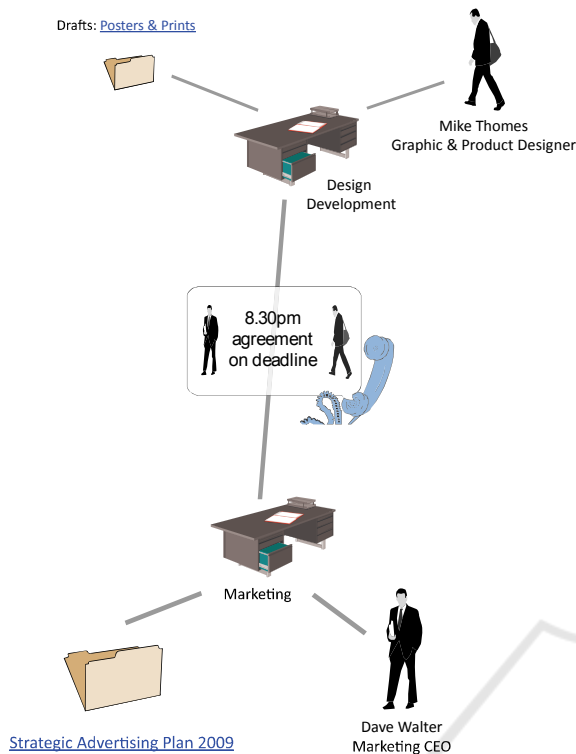 Drafts: Posters & Prints
Mike Thomes
Graphic & Product Designer
Design
Development
8.30pm
agreement
on deadline
Marketing
Strategic Advertising Plan 2009
Dave Walter
Marketing CEO